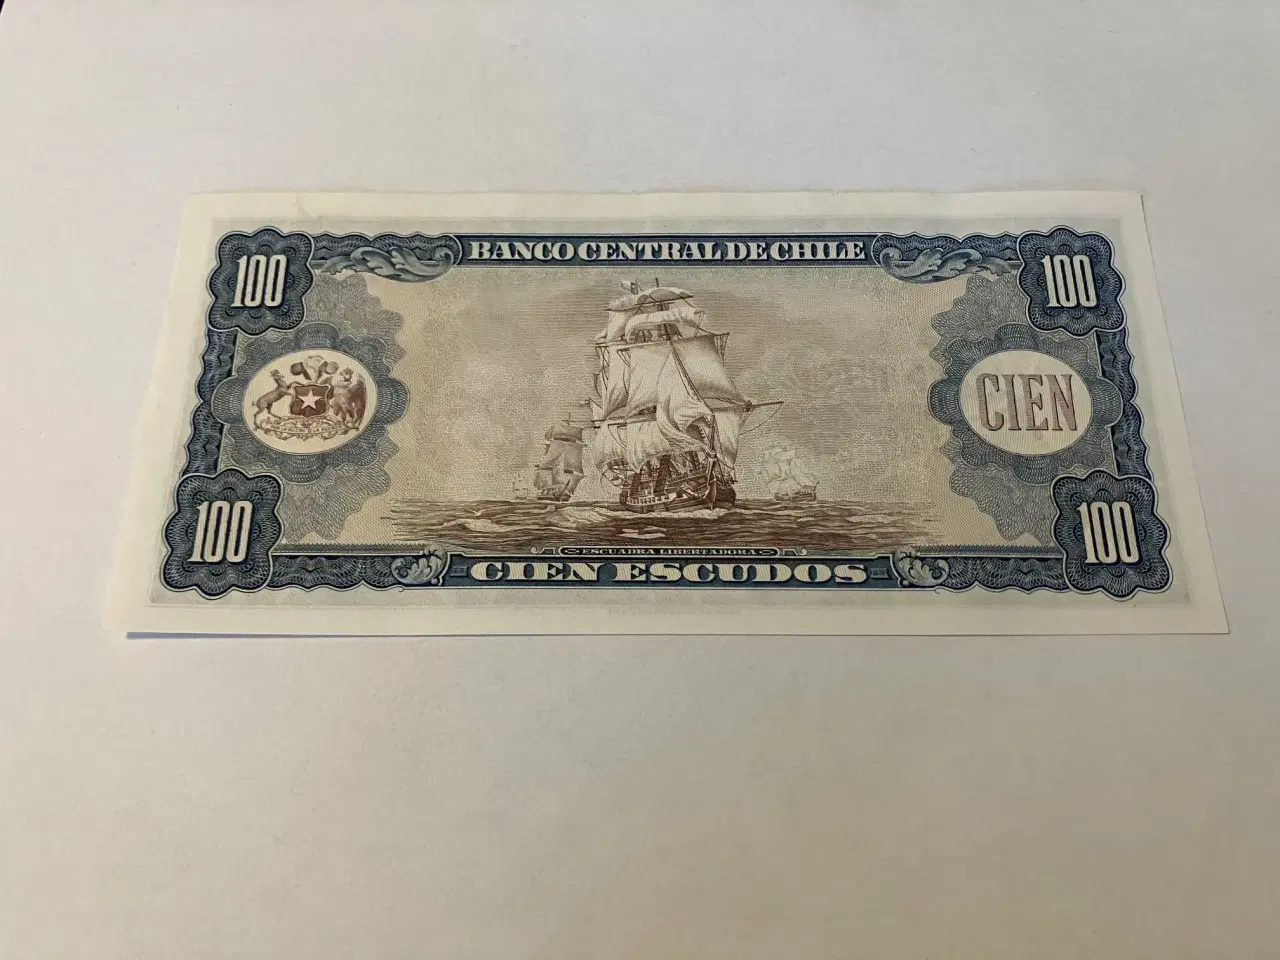 BANCO CENTRAL DE CHILE
100
100
CIEN
100
100
ESCUADRA LIBERTADORA
CIEN ESCUDOS